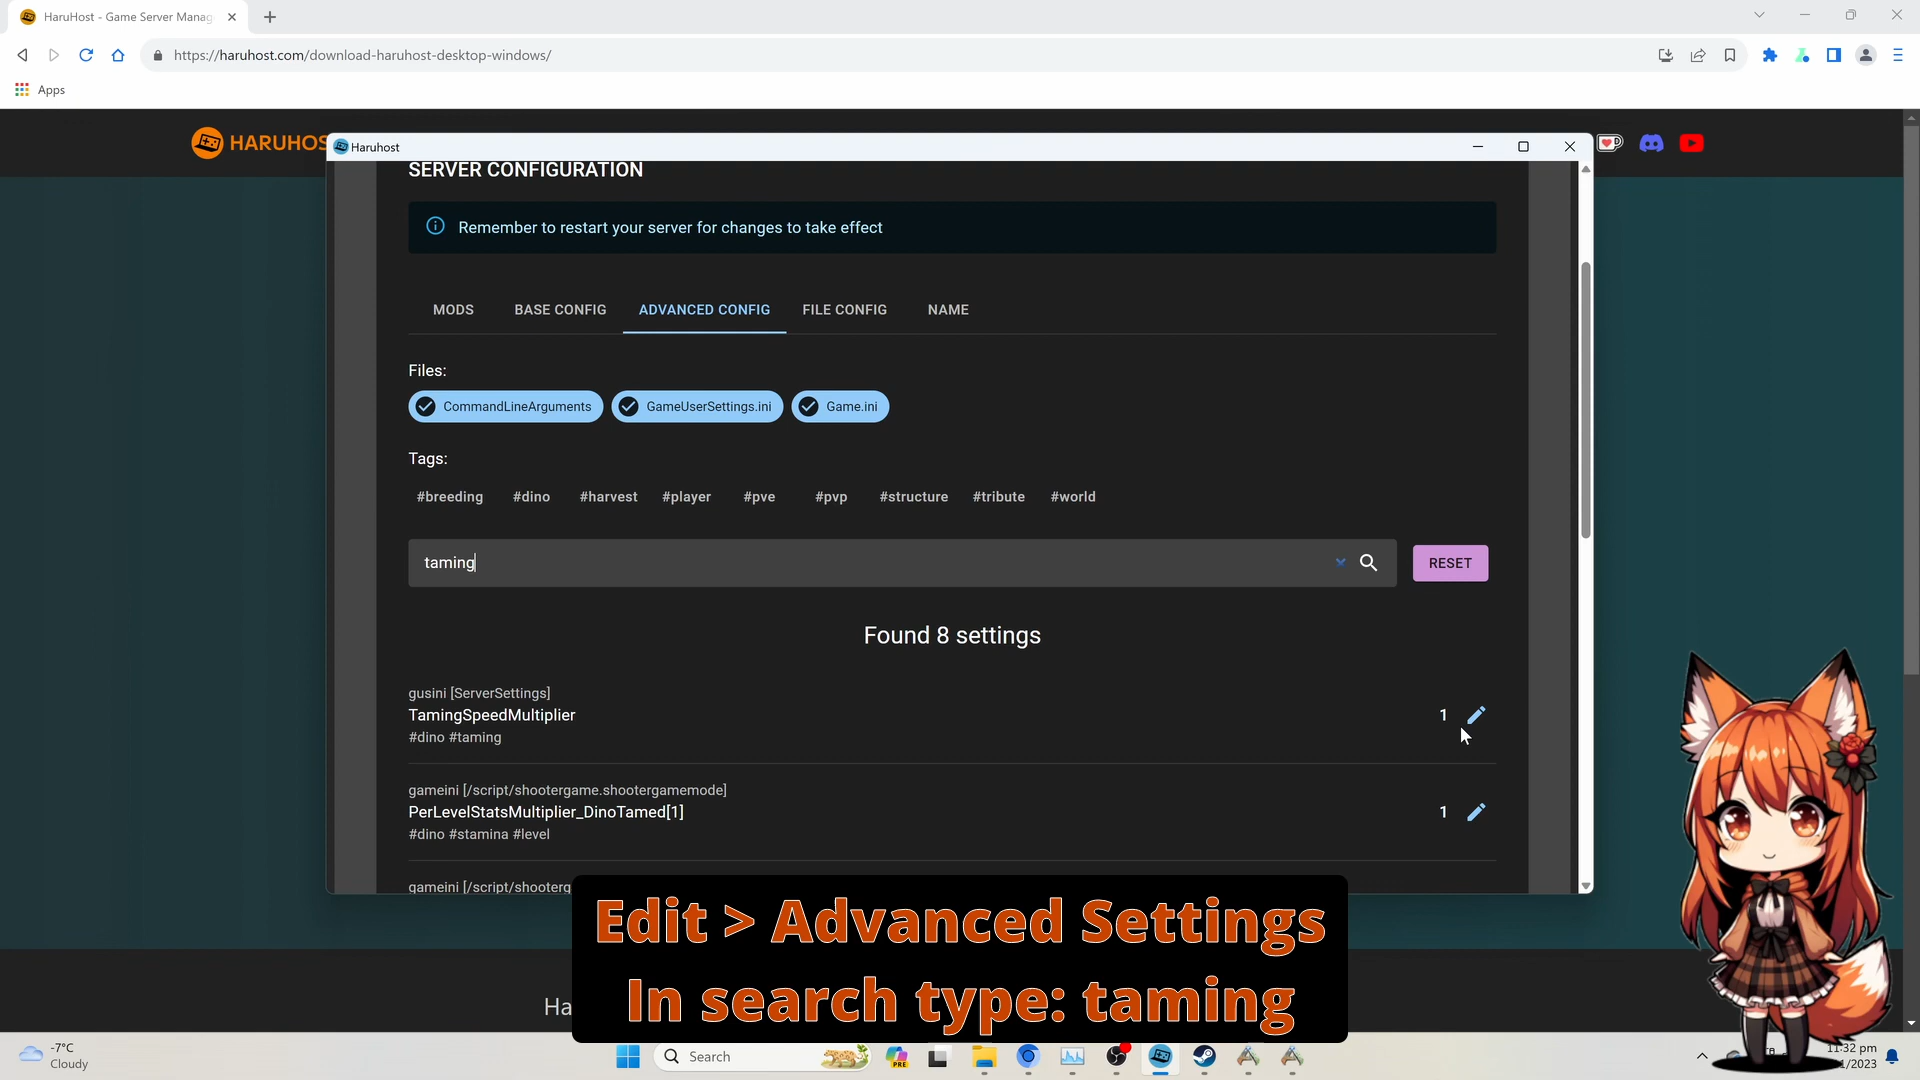 HaruHost - Game Server Manag
https://haruhost.com/download-haruhost-desktop-windows/
Apps
HARUHOS
Haruhost
SERVER CONFIGURATION
Remember to restart your server for changes to take effect
MODS BASE CONFIG ADVANCED CONFIG FILE CONFIG NAME
Files:
CommandLineArguments GameUserSettings.ini Game.ini
Tags:
#breeding #dino #harvest #player #pve #pvp #structure #tribute #world
taming
RESET
Found 8 settings
gusini [ServerSettings]
TamingSpeedMultiplier 1
#dino #taming
gameini [/script/shootergame.shootergamemode]
PerLevelStatsMultiplier_DinoTamed[1] 1
#dino #stamina #level
gameini [/script/shooterg
Edit > Advanced Settings
In search type: taming
Ha
-7°C
Cloudy
Search
PRE
11:32 pm
1/2023